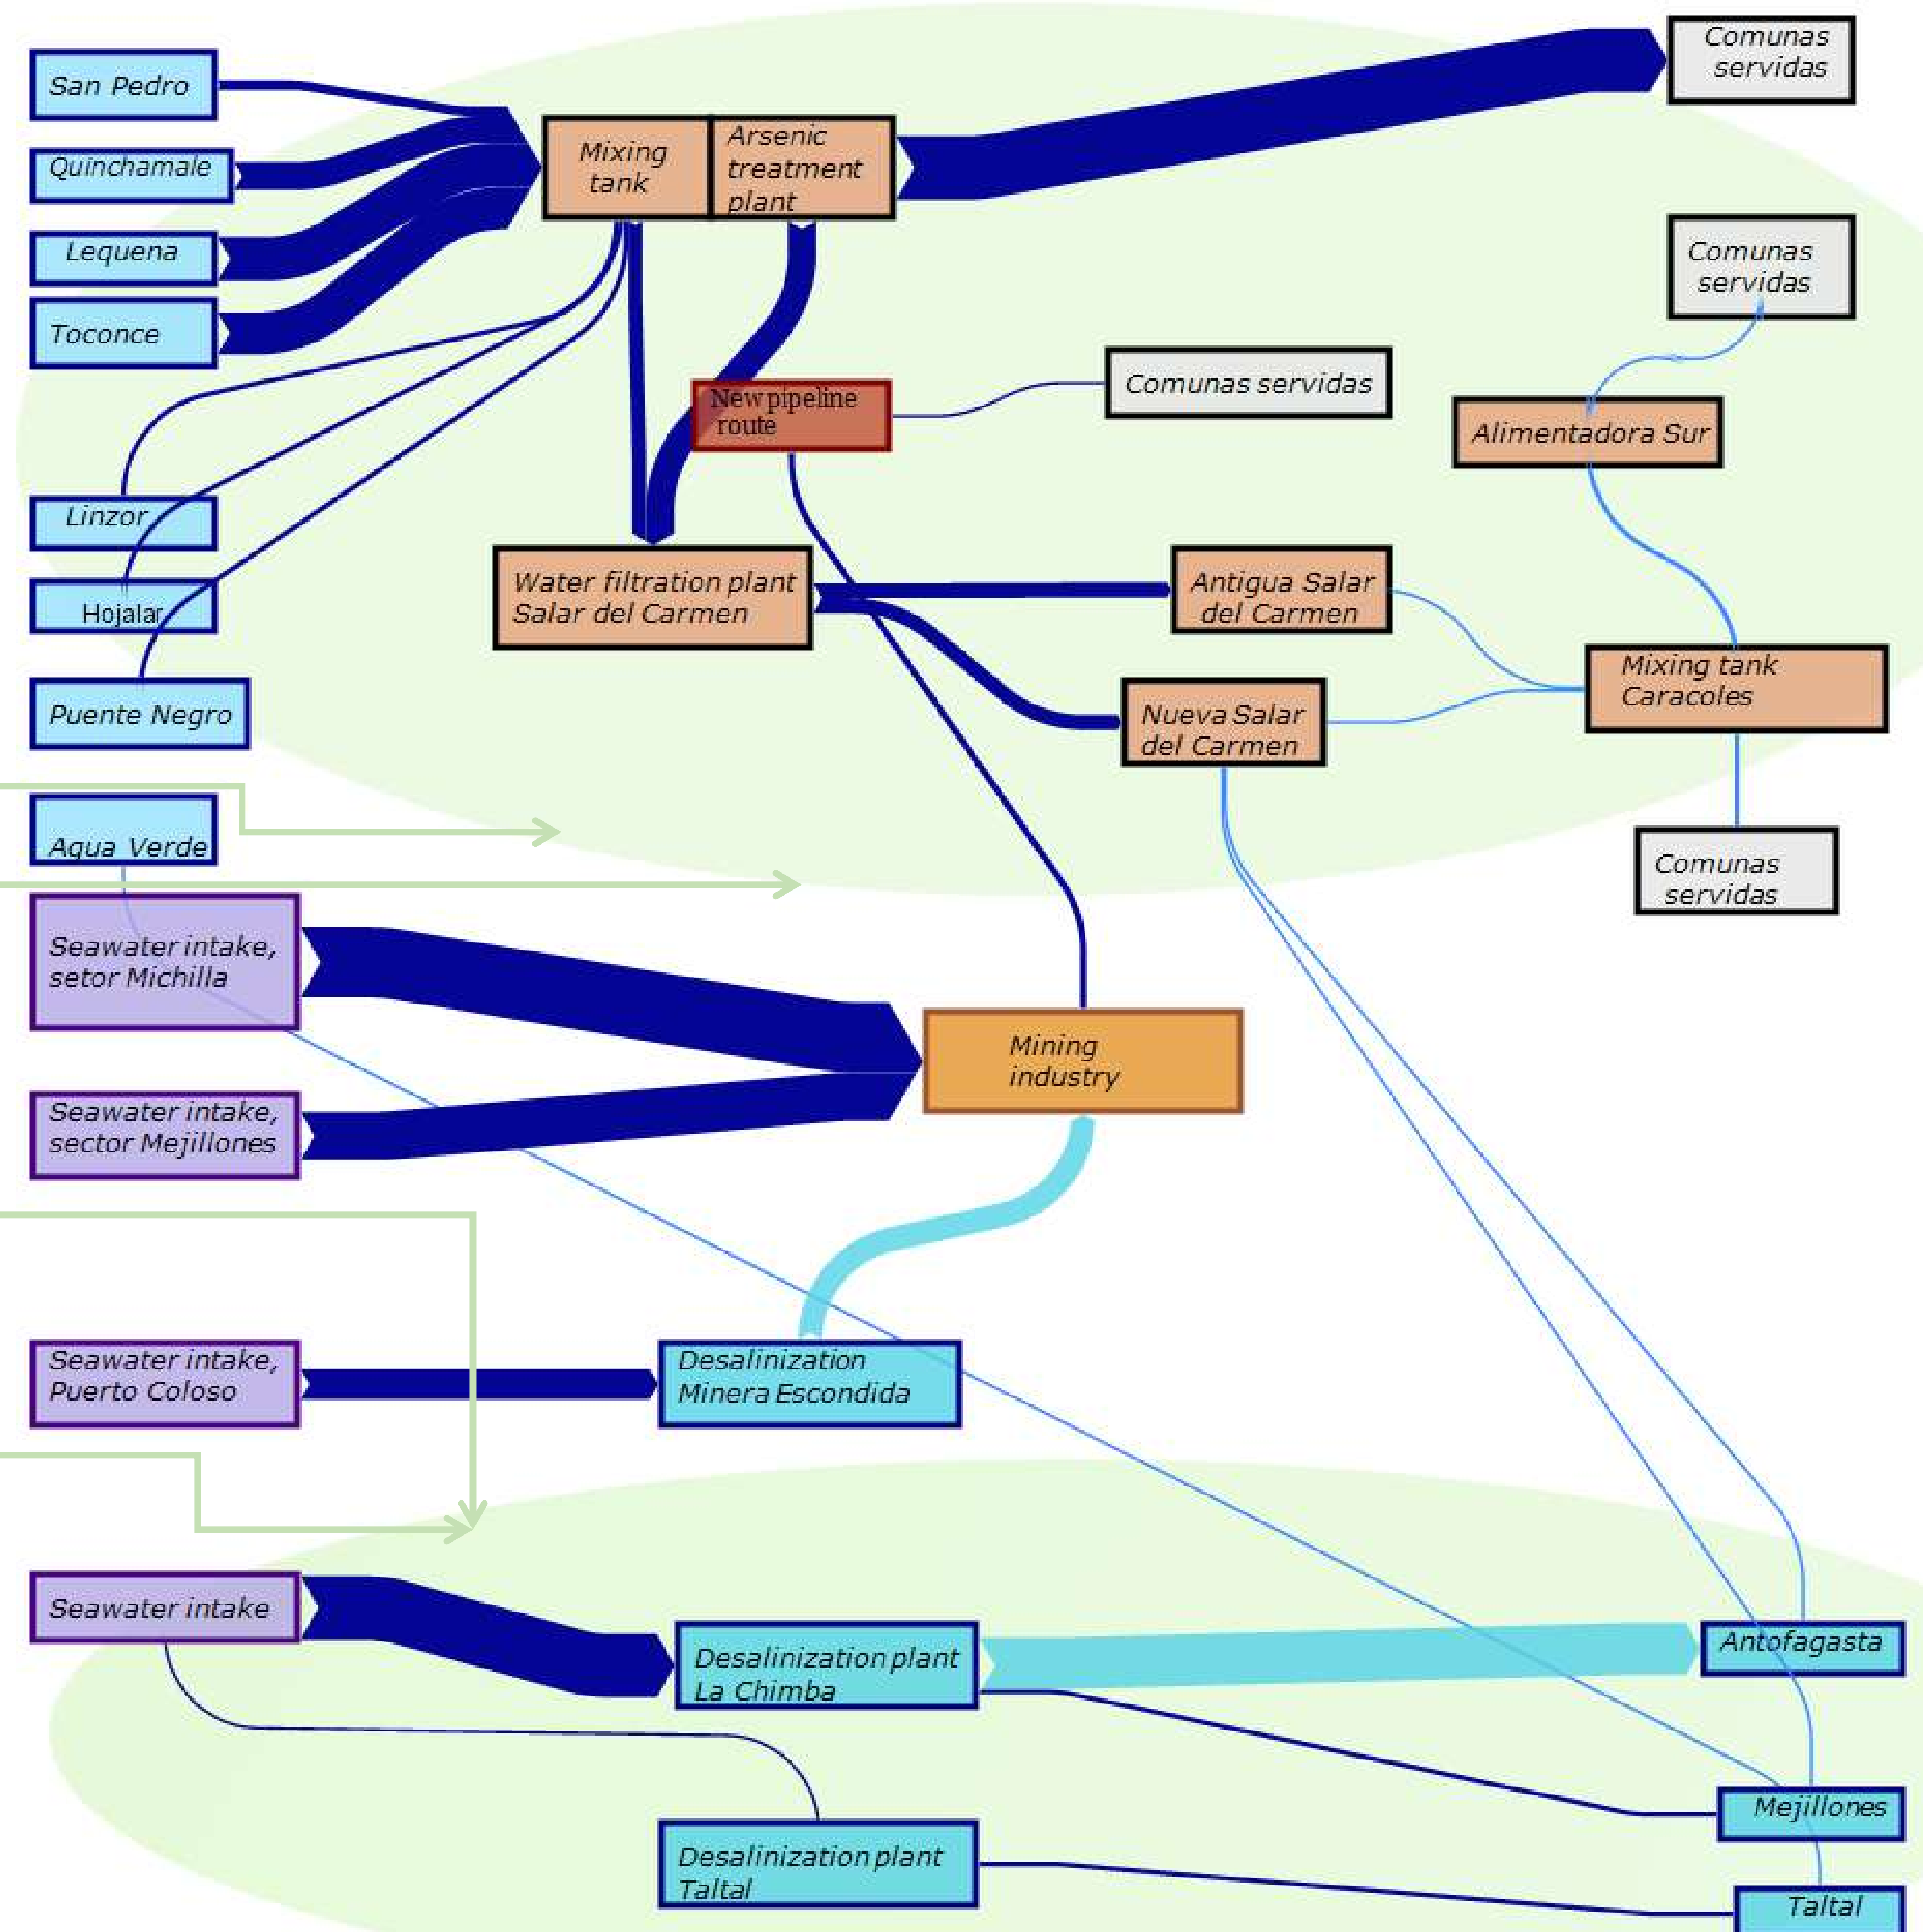 Comunas
servidas
San Pedro
Mixing
tank
Arsenic
treatment
plant
Quinchamale
Lequena
Toconce
Comunas
servidas
New pipeline
route
Comunas servidas
Alimentadora Sur
Linzor
Hojalar
Water filtration plant
Salar del Carmen
Antigua Salar
del Carmen
Mixing tank
Caracoles
Puente Negro
Nueva Salar
del Carmen
Agua Verde
Comunas
servidas
Seawater intake,
setor Michilla
Mining
industry
Seawater intake,
sector Mejillones
Seawater intake,
Puerto Coloso
Desalinization
Minera Escondida
Seawater intake
Desalinization plant
La Chimba
Antofagasta
Mejillones
Desalinization plant
Taltal
Taltal